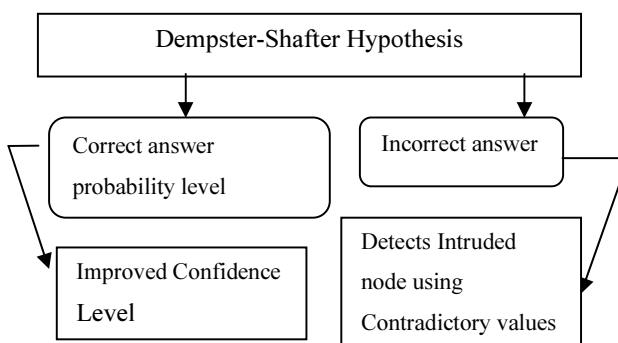 Dempster-Shafter Hypothesis
Correct answer
probability level
Incorrect answer
Improved Confidence
Level
Detects Intruded
node using
Contradictory values